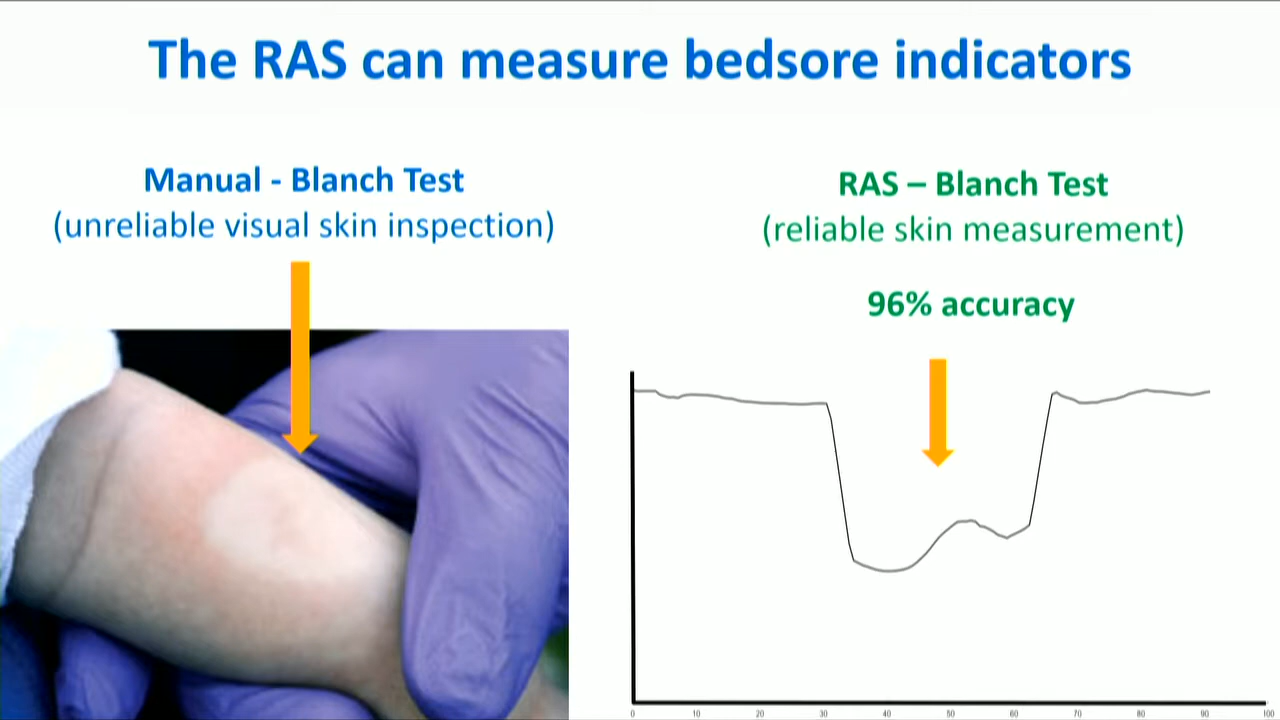 The RAS can measure bedsore indicators
Manual - Blanch Test
(unreliable visual skin inspection)
RAS – Blanch Test
(reliable skin measurement)
96% accuracy
0 10 20 30 40 50 60 70 80 90 100